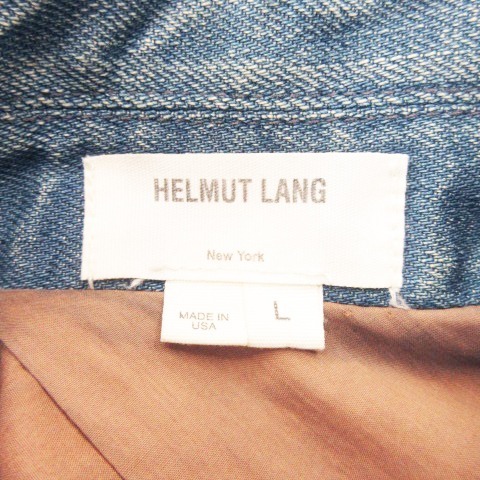 HELMUT LANG
New York
MADE IN
USA
L